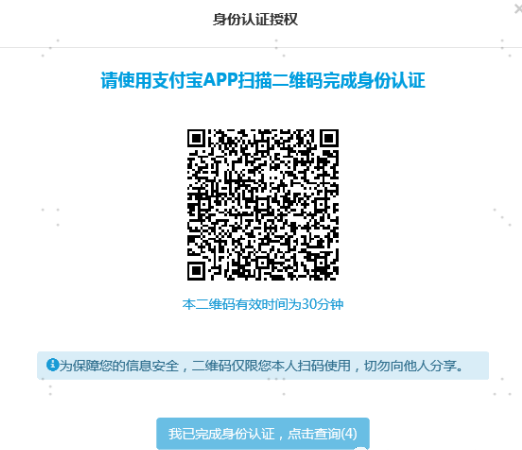 身份认证授权
请使用支付宝APP扫描二维码完成身份认证
本二维码有效时间为30分钟
为保障您的信息安全，二维码仅限您本人扫码使用，切勿向他人分享。
我已完成身份认证，点击查询(4)